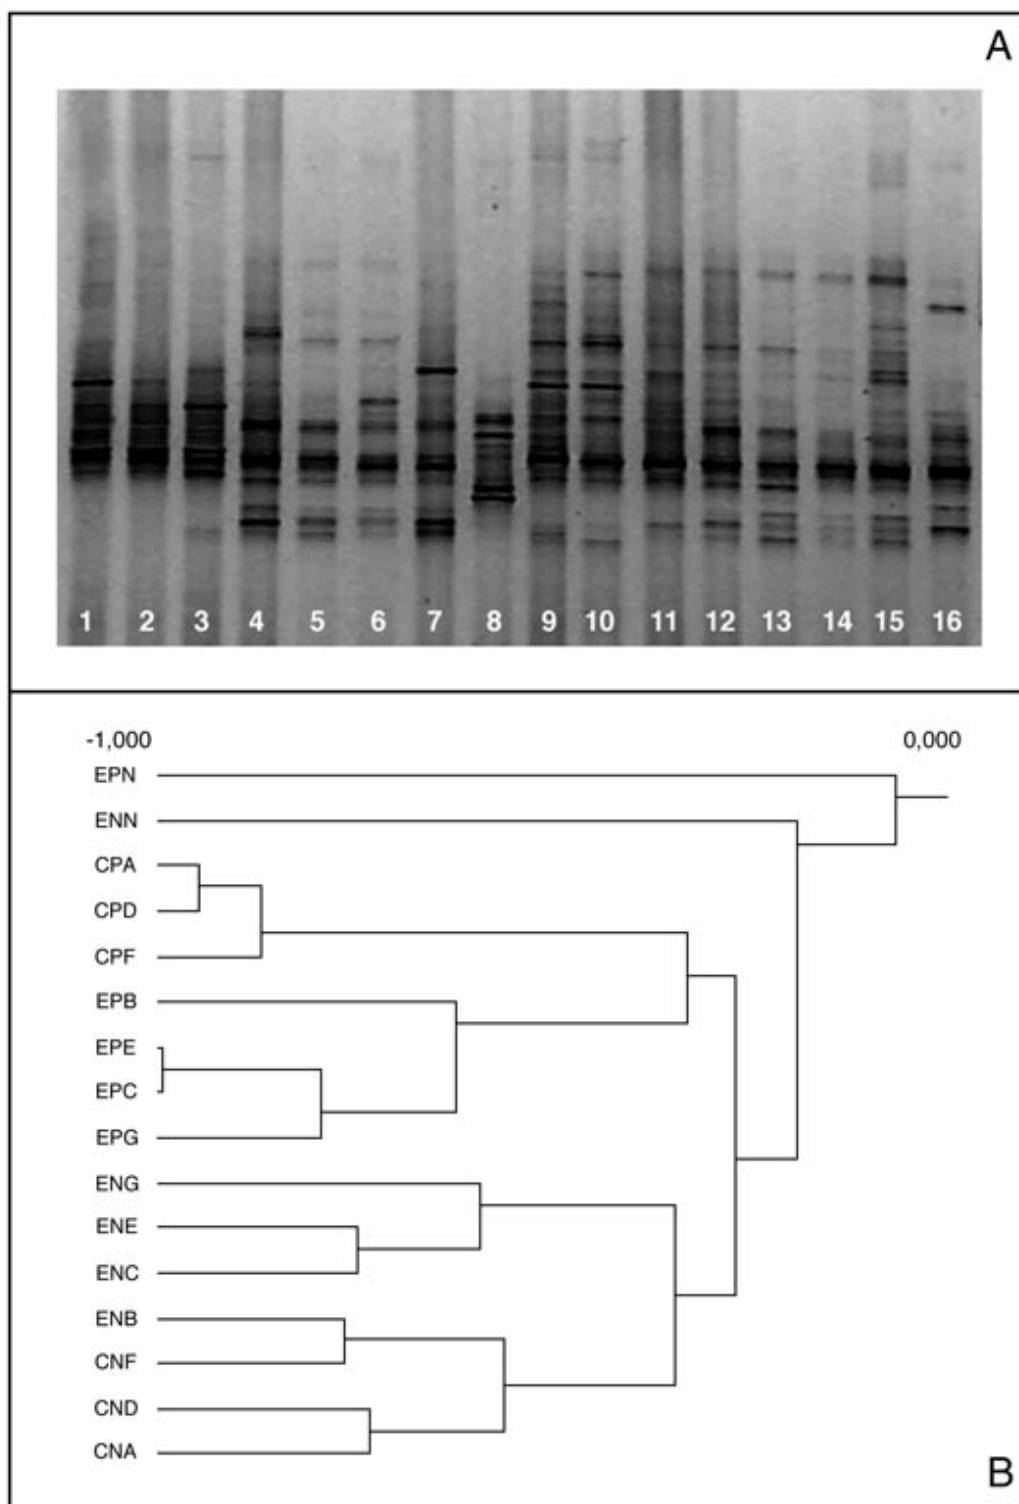 A
1 2 3 4 5 6 7 8 9 10 11 12 13 14 15 16
-1,000 0,000
EPN
ENN
CPA
CPD
CPF
EPB
EPE
EPC
EPG
ENG
ENE
ENC
ENB
CNF
CND
CNA
B